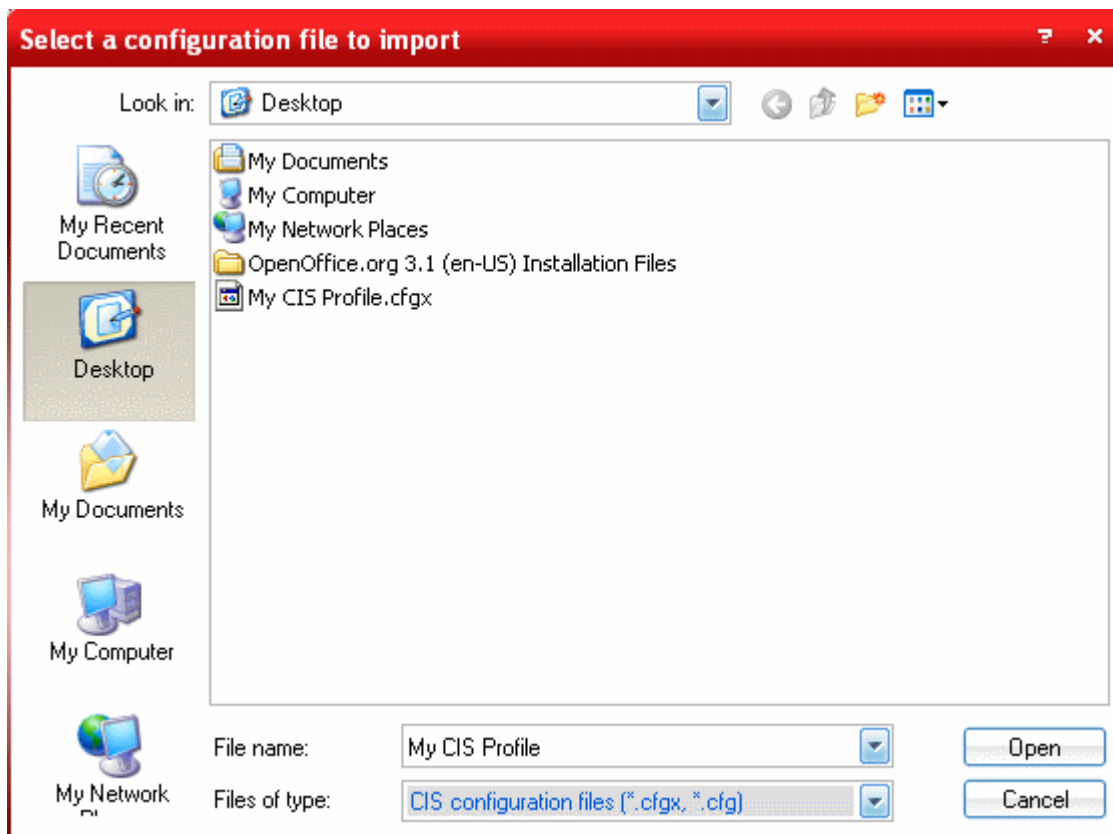 Select a configuration file to import
Look in: Desktop
My Recent
Documents
Desktop
My Documents
My Computer
My Network
My Documents
My Computer
My Network Places
OpenOffice.org 3.1 (en-US) Installation Files
My CIS Profile.cfgx
File name: My CIS Profile Open
Files of type: CIS configuration files (*.cfgx, *.cfg) Cancel